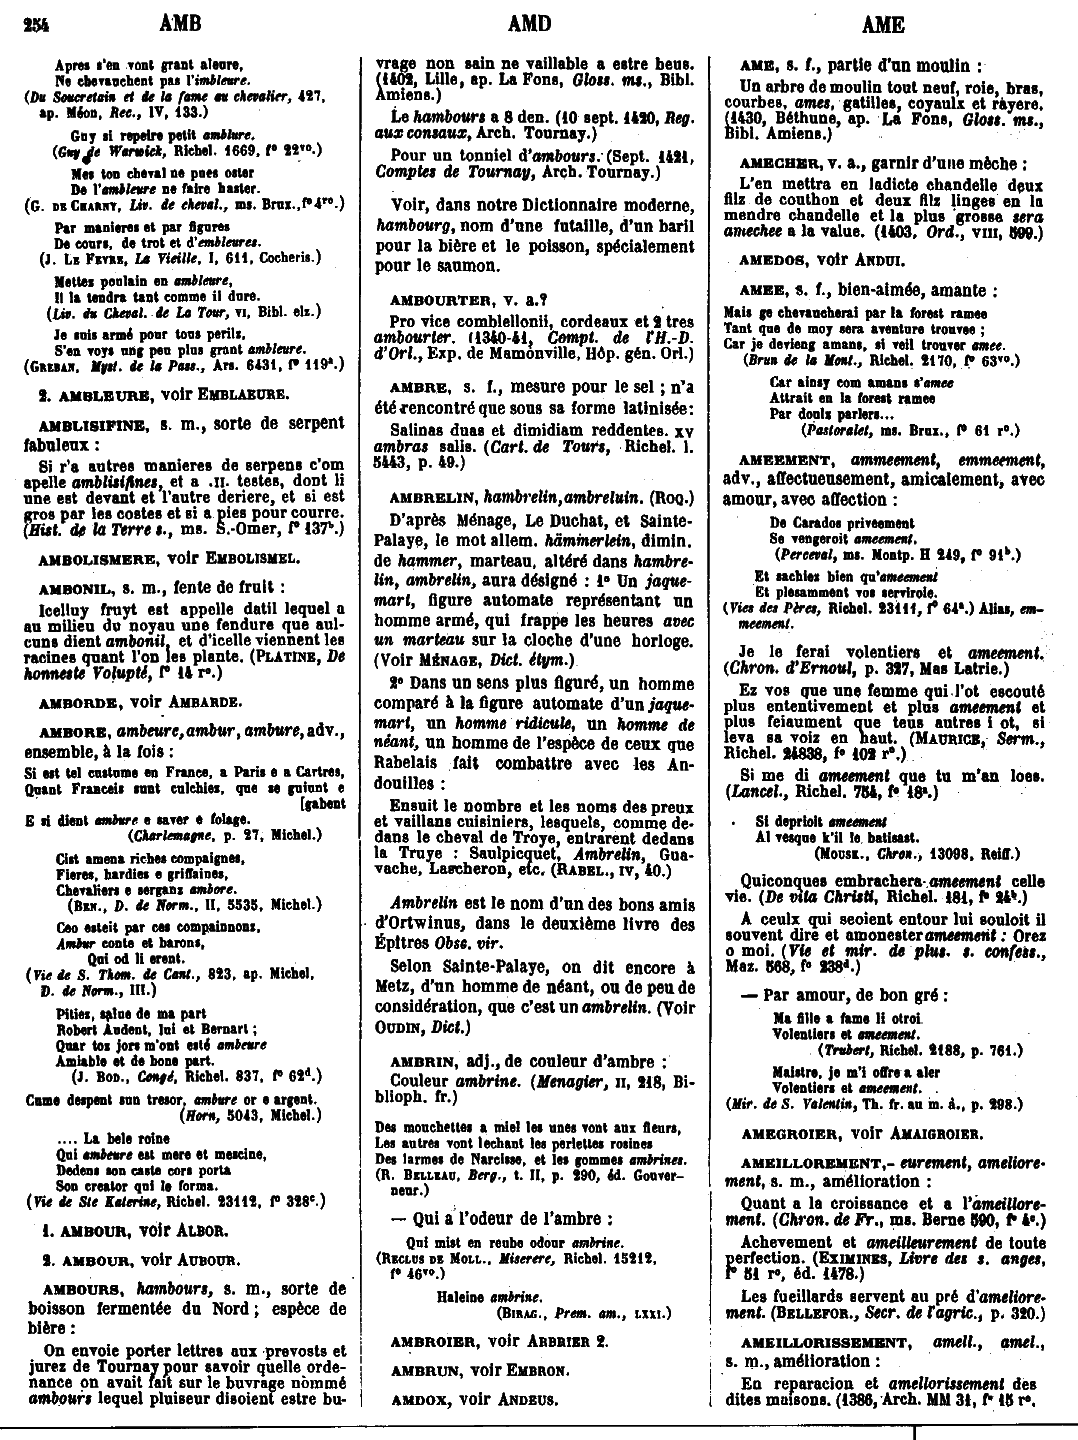 254 AMB AMD AME
Apres s'en vont grant aleure,
Ne chevauchent pas l'imbleure.
(Du Soucretain et de la fame au chevalier, 427,
ap. Méon, Rec., IV, 133.)
Guy si repeire petit amblure.
(Guy de Warwick, Richel. 1669, f° 22vo.)
Mes ton cheval ne pues oster
De l'ambleure ne faire haster.
(G. DE CHARNY, Liv. de cheval., ms. Brux., f° 4ro.)
Par manieres et par figures
De cours, de trot et d'embleures.
(J. LE FEVRE, La Vieille, I, 611, Cocheris.)
Mettes poulain en ambleure,
Il la tendra tant comme il dure.
(Liv. du Cheval. de La Tour, VI, Bibl. elz.)
Je suis armé pour tous perilz,
S'en voys ung peu plus grant ambleure.
(GREBAN, Myst. de la Pass., Ars. 6431, f° 119a.)
2. AMBLEURE, voir EMBLAEURE.
AMBLISIFINE, s. m., sorte de serpent
fabuleux :
Si r'a autres manieres de serpens c'om
apelle amblisifines, et a .II. testes, dont li
une est devant et l'autre deriere, et si est
gros par les costes et si a pies pour courre.
(Hist. de la Terre s., ms. S.-Omer, f° 137b.)
AMBOLISMERE, voir EMBOLISMEL.
AMBONIL, s. m., fente de fruit :
Icelluy fruyt est appelle datil lequel a
au milieu du noyau une fendure que aul-
cuns dient ambonil, et d'icelle viennent les
racines quant l'on les plante. (PLATINE, De
honneste Volupté, f° 14 r°.)
AMBORDE, voir AMBARDE.
AMBORE, ambeure, ambur, ambure, adv.,
ensemble, à la fois :
Si est tel custume en France, a Paris e a Cartres,
Quant Franceis sunt culchies, que se guiunt e
[gabent
E si dient ambure e saver e folage.
(Charlemagne, p. 27, Michel.)
Cist amena riches compaignes,
Fieres, hardies e griffaines,
Chevaliers e serganz ambore.
(BEN., D. de Norm., II, 5535, Michel.)
Ceo esteit par ces compainnonz,
Ambur conte et barons,
Qui od li erent.
(Vie de S. Thom. de Cant., 823, ap. Michel,
D. de Norm., III.)
Pities, salue de ma part
Robert Audent, lui et Bernart ;
Quar toz jors m'ont esté ambeure
Amiable et de bone part.
(J. BOD., Congé, Richel. 837, f° 62d.)
Cume despent sun tresor, ambure or e argent.
(Horn, 5043, Michel.)
.... La bele roine
Qui ambeure est mere et mescine,
Dedens son caste cors porta
Son creator qui le forma.
(Vie de Ste Katerine, Richel. 23112, f° 328c.)
1. AMBOUR, voir ALBOR.
2. AMBOUR, voir AUBOUR.
AMBOURS, hambours, s. m., sorte de
boisson fermentée du Nord ; espèce de
bière :
On envoie porter lettres aux prevosts et
jurez de Tournay pour savoir quelle orde-
nance on avait fait sur le buvrage nommé
ambours lequel pluiseur disoient estre bu-
vrage non sain ne vaillable a estre beus.
(1402, Lille, ap. La Fons, Gloss. ms., Bibl.
Amiens.)
Le hambours a 8 den. (10 sept. 1420, Reg.
aux consaux, Arch. Tournay.)
Pour un tonniel d'ambours. (Sept. 1421,
Comptes de Tournay, Arch. Tournay.)
Voir, dans notre Dictionnaire moderne,
hambourg, nom d'une futaille, d'un baril
pour la bière et le poisson, spécialement
pour le saumon.
AMBOURTER, v. a.?
Pro vice comblellonii, cordeaux et 2 tres
ambourter. (1340-41, Compt. de l'H.-D.
d'Orl., Exp. de Mamonville, Hôp. gén. Orl.)
AMBRE, s. f., mesure pour le sel ; n'a
été rencontré que sous sa forme latinisée:
Salinas duas et dimidiam reddentes. XV
ambras salis. (Cart. de Tours, Richel. l.
5443, p. 49.)
AMBRELIN, hambrelin, ambreluin. (ROQ.)
D'après Ménage, Le Duchat, et Sainte-
Palaye, le mot allem. hämmerlein, dimin.
de hammer, marteau, altéré dans hambre-
lin, ambrelin, aura désigné : 1° Un jaque-
mart, figure automate représentant un
homme armé, qui frappe les heures avec
un marteau sur la cloche d'une horloge.
(Voir MÉNAGE, Dict. étym.)
2° Dans un sens plus figuré, un homme
comparé à la figure automate d'un jaque-
mart, un homme ridicule, un homme de
néant, un homme de l'espèce de ceux que
Rabelais fait combattre avec les An-
douilles :
Ensuit le nombre et les noms des preux
et vaillans cuisiniers, lesquels, comme de-
dans le cheval de Troye, entrarent dedans
la Truye : Saulpicquet, Ambrelin, Gua-
vache, Lascheron, etc. (RABEL., IV, 40.)
Ambrelin est le nom d'un des bons amis
d'Ortwinus, dans le deuxième livre des
Épitres Obsc. vir.
Selon Sainte-Palaye, on dit encore à
Metz, d'un homme de néant, ou de peu de
considération, que c'est un ambrelin. (Voir
OUDIN, Dict.)
AMBRIN, adj., de couleur d'ambre :
Couleur ambrine. (Menagier, II, 218, Bi-
blioph. fr.)
Des mouchettes a miel les unes vont aux fleurs,
Les autres vont lechant les perlettes rosines
Des larmes de Narcisse, et les gommes ambrines.
(R. BELLEAU, Berg., t. II, p. 290, éd. Gouver-
neur.)
— Qui a l'odeur de l'ambre :
Qui mist en reube odour ambrine.
(RECLUS DE MOLL., Miserere, Richel. 15212,
f° 46vo.)
Haleine ambrine.
(BIRAG., Prem. am., LXXI.)
AMBROIER, voir ARBRIER 2.
AMBRUN, voir EMBRON.
AMDOX, voir ANDEUS.
AME, s. f., partie d'un moulin :
Un arbre de moulin tout neuf, roie, bras,
courbes, ames, gatilles, coyaulx et rayere.
(1430, Béthune, ap. La Fons, Gloss. ms.,
Bibl. Amiens.)
AMECHER, v. a., garnir d'une mêche :
L'en mettra en ladicte chandelle deux
filz de couthon et deux filz linges en la
mendre chandelle et la plus grosse sera
amechee a la value. (1403, Ord., VIII, 599.)
AMEDOS, voir ANDUI.
AMEE, s. f., bien-aimée, amante :
Mais ge chevaucherai par la forest ramee
Tant que de moy sera aventure trouvee ;
Car je devieng amans, si veil trouver amee.
(Brun de la Mont., Richel. 2170, f° 63vo.)
Car ainsy com amans s'amee
Attrait en la forest ramee
Par doulz parlers...
(Pastoralet, ms. Brux., f° 61 r°.)
AMEEMENT, ammeement, emmeement,
adv., affectueusement, amicalement, avec
amour, avec affection :
De Carados priveement
Se vengeroit ameement.
(Perceval, ms. Montp. H 249, f° 91b.)
Et sachies bien qu'ameement
Et plesamment vos servirole.
(Vies des Pères, Richel. 23111, f° 64a.) Alias, em-
meement.
Je le ferai volentiers et ameement.
(Chron. d'Ernoul, p. 327, Mas Latrie.)
Ez vos que une femme qui l'ot escouté
plus ententivement et plus ameement et
plus feiaument que teus autres i ot, si
leva sa voiz en haut. (MAURICE, Serm.,
Richel. 24838, f° 102 r°.)
Si me di ameement que tu m'an loes.
(Lancel., Richel. 754, f° 18a.)
Si depriolt ameement
Al vesque k'il le batisast.
(MOUSK., Chron., 13098, Reiff.)
Quiconques embrachera ameement celle
vie. (De vita Christi, Richel. 181, f° 24b.)
A ceulx qui seoient entour lui souloit il
souvent dire et amonester ameement : Orez
o moi. (Vie et mir. de plus. s. confess.,
Maz. 568, f° 238d.)
— Par amour, de bon gré :
Ma fille a fame li otroi
Volentiers et ameement.
(Trubert, Richel. 2188, p. 761.)
Maistre, je m'i offre a aler
Volentiers et ameement.
(Mir. de S. Valentin, Th. fr. au m. à., p. 298.)
AMEGROIER, voir AMAIGROIER.
AMEILLOREMENT, - eurement, ameliore-
ment, s. m., amélioration :
Quant a la croissance et a l'ameillore-
ment. (Chron. de Fr., ms. Berne 590, f° 4c.)
Achevement et ameilleurement de toute
perfection. (EXIMINES, Livre des s. anges,
f° 51 r°, éd. 1478.)
Les fueillards servent au pré d'ameliore-
ment. (BELLEFOR., Secr. de l'agric., p. 320.)
AMEILLORISSEMENT, amell., amel.,
s. m., amélioration :
En reparacion et amellorissement des
dites maisons. (1386, Arch. MM 31, f° 15 r°.